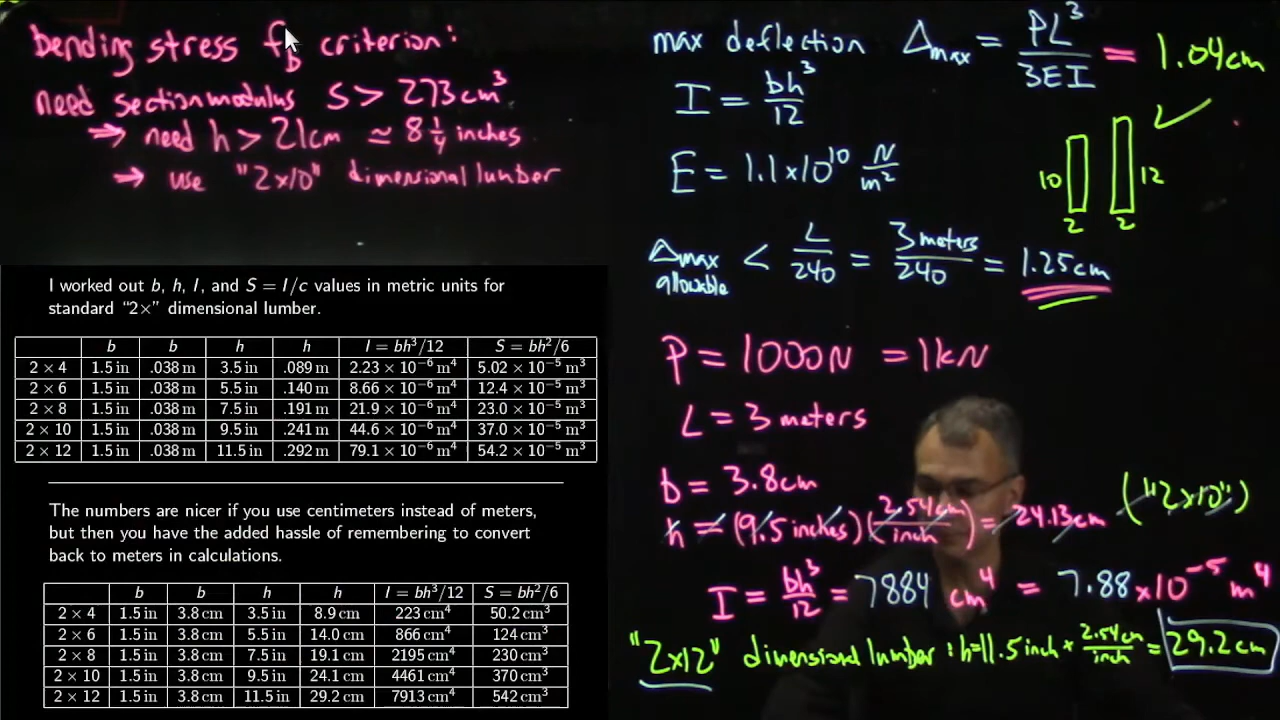 bending stress f_B criterion:
need section modulus S > 273 cm³
⇒ need h > 21cm ≃ 8 1/4 inches
→ use "2x10" dimensional lumber
I worked out b, h, I, and S = I/c values in metric units for
standard "2×" dimensional lumber.
b b h h I = bh³/12 S = bh²/6
2 × 4 1.5 in .038 m 3.5 in .089 m 2.23 × 10⁻⁶ m⁴ 5.02 × 10⁻⁵ m³
2 × 6 1.5 in .038 m 5.5 in .140 m 8.66 × 10⁻⁶ m⁴ 12.4 × 10⁻⁵ m³
2 × 8 1.5 in .038 m 7.5 in .191 m 21.9 × 10⁻⁶ m⁴ 23.0 × 10⁻⁵ m³
2 × 10 1.5 in .038 m 9.5 in .241 m 44.6 × 10⁻⁶ m⁴ 37.0 × 10⁻⁵ m³
2 × 12 1.5 in .038 m 11.5 in .292 m 79.1 × 10⁻⁶ m⁴ 54.2 × 10⁻⁵ m³
The numbers are nicer if you use centimeters instead of meters,
but then you have the added hassle of remembering to convert
back to meters in calculations.
b b h h I = bh³/12 S = bh²/6
2 × 4 1.5 in 3.8 cm 3.5 in 8.9 cm 223 cm⁴ 50.2 cm³
2 × 6 1.5 in 3.8 cm 5.5 in 14.0 cm 866 cm⁴ 124 cm³
2 × 8 1.5 in 3.8 cm 7.5 in 19.1 cm 2195 cm⁴ 230 cm³
2 × 10 1.5 in 3.8 cm 9.5 in 24.1 cm 4461 cm⁴ 370 cm³
2 × 12 1.5 in 3.8 cm 11.5 in 29.2 cm 7913 cm⁴ 542 cm³
max deflection Δmax = PL³/3EI = 1.04cm
I = bh³/12
E = 1.1x10¹⁰ N/m²
10 2 2 12
Δmax allowable < L/240 = 3 meters/240 = 1.25cm
P = 1000N = 1kN
L = 3 meters
b = 3.8cm
h = (9.5 inches)(2.54cm/inch) = 24.13cm ("2x10")
I = bh³/12 = 7884 cm⁴ = 7.88x10⁻⁵ m⁴
"2x12" dimensional lumber: h=11.5inch * 2.54cm/inch = 29.2cm